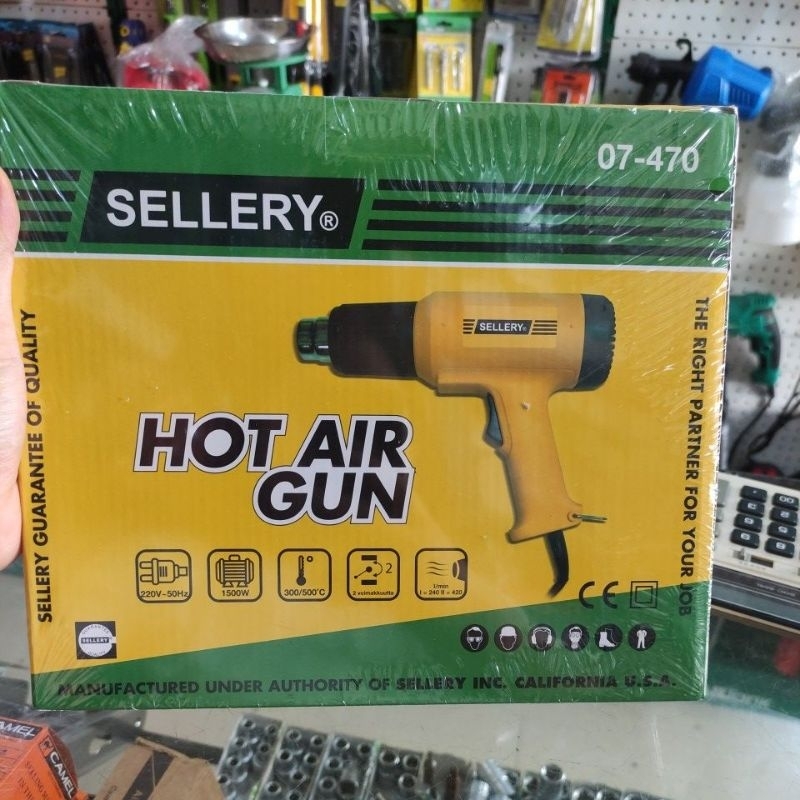 07-470
SELLERY®
SELLERY®
SELLERY GUARANTEE OF QUALITY
THE RIGHT PARTNER FOR YOUR JOB
HOT AIR
GUN
220V~50Hz
1500W
300/500°C
2
2 voimakkuutta
l/min
I = 240 II = 420
CE
SELLERY
MANUFACTURED UNDER AUTHORITY OF SELLERY INC. CALIFORNIA U.S.A.
CAMEL